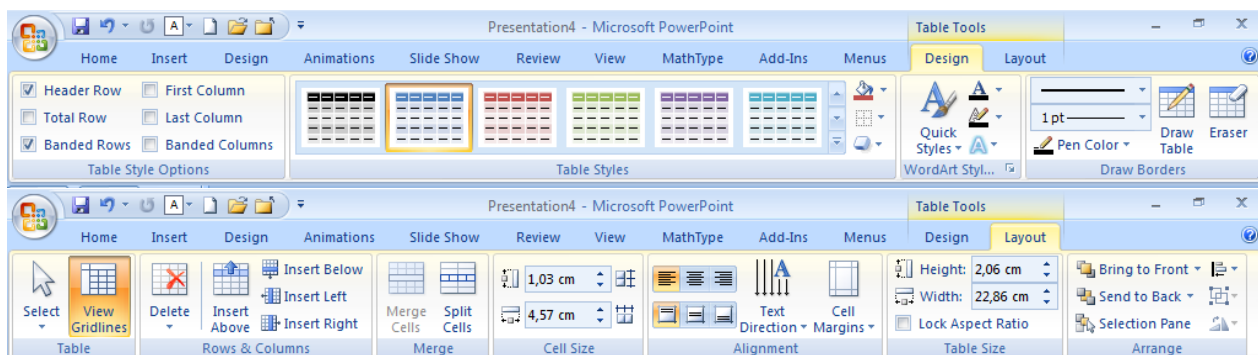 A
Presentation4 - Microsoft PowerPoint
Table Tools
Home Insert Design Animations Slide Show Review View MathType Add-Ins Menus Design Layout
Header Row First Column
Total Row Last Column
Banded Rows Banded Columns
Table Style Options
Table Styles
A A
Quick
Styles A
WordArt Styl...
1 pt
Pen Color
Draw
Table
Eraser
Draw Borders
A
Presentation4 - Microsoft PowerPoint
Table Tools
Home Insert Design Animations Slide Show Review View MathType Add-Ins Menus Design Layout
Select
View
Gridlines
Table
Delete
Insert
Above
Insert Below
Insert Left
Insert Right
Rows & Columns
Merge
Cells
Split
Cells
Merge
1,03 cm
4,57 cm
Cell Size
A
Text
Direction
Cell
Margins
Alignment
Height: 2,06 cm
Width: 22,86 cm
Lock Aspect Ratio
Table Size
Bring to Front
Send to Back
Selection Pane
Arrange